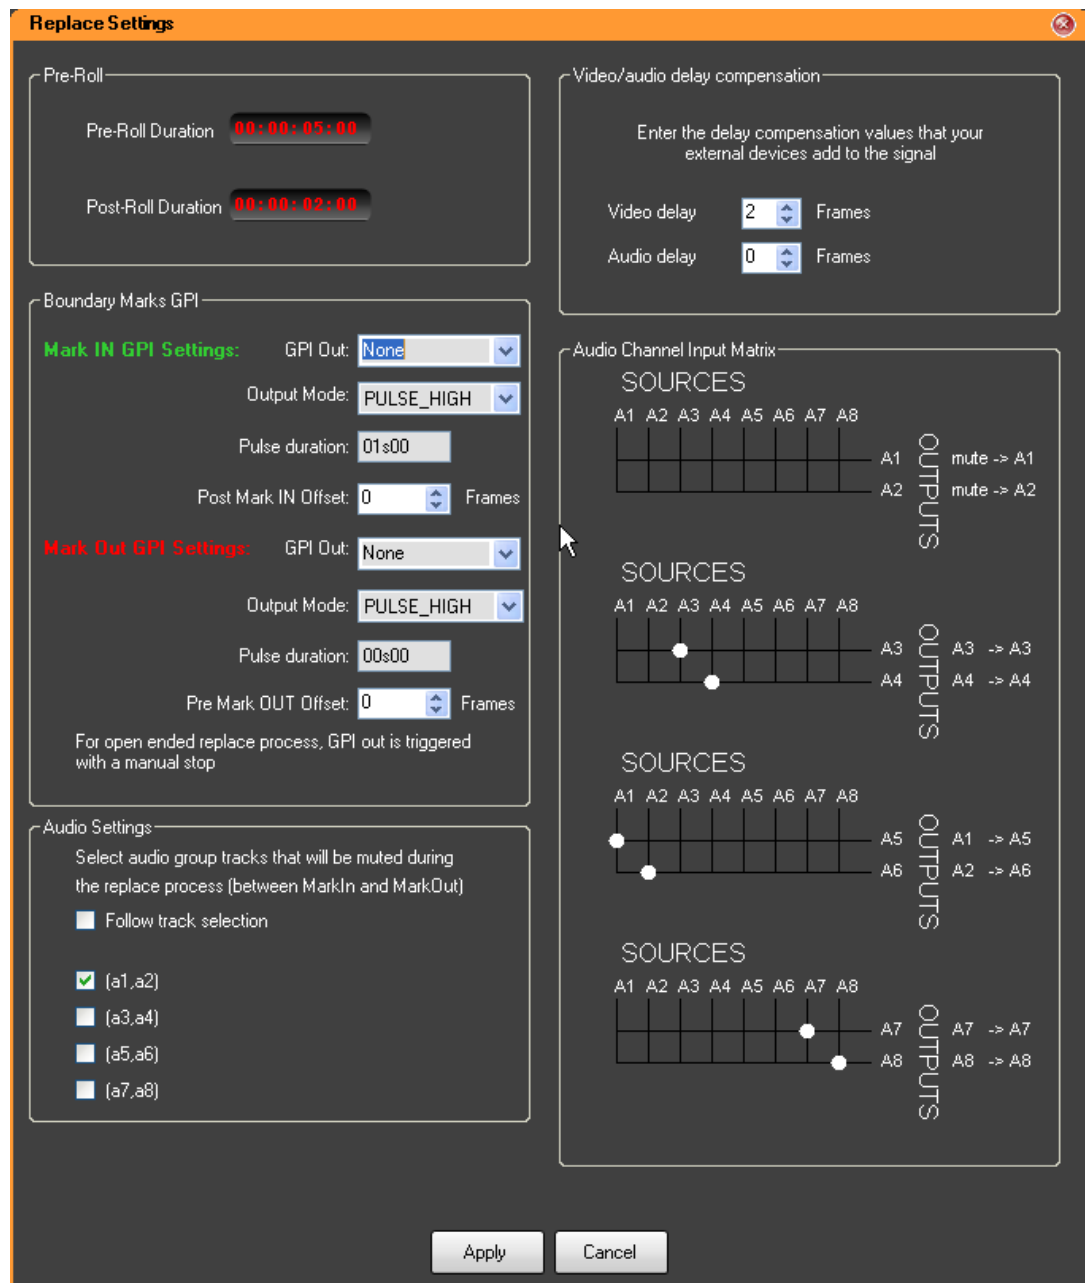 Replace Settings
Pre-Roll
Pre-Roll Duration 00:00:05:00
Post-Roll Duration 00:00:02:00
Boundary Marks GPI
Mark IN GPI Settings: GPI Out: None
Output Mode: PULSE_HIGH
Pulse duration: 01s00
Post Mark IN Offset: 0 Frames
Mark Out GPI Settings: GPI Out: None
Output Mode: PULSE_HIGH
Pulse duration: 00s00
Pre Mark OUT Offset: 0 Frames
For open ended replace process, GPI out is triggered
with a manual stop
Audio Settings
Select audio group tracks that will be muted during
the replace process (between MarkIn and MarkOut)
Follow track selection
(a1,a2)
(a3,a4)
(a5,a6)
(a7,a8)
Video/audio delay compensation
Enter the delay compensation values that your
external devices add to the signal
Video delay 2 Frames
Audio delay 0 Frames
Audio Channel Input Matrix
SOURCES
A1 A2 A3 A4 A5 A6 A7 A8
A1 mute -> A1
A2 mute -> A2
OUTPUTS
SOURCES
A1 A2 A3 A4 A5 A6 A7 A8
A3 A3 -> A3
A4 A4 -> A4
OUTPUTS
SOURCES
A1 A2 A3 A4 A5 A6 A7 A8
A5 A1 -> A5
A6 A2 -> A6
OUTPUTS
SOURCES
A1 A2 A3 A4 A5 A6 A7 A8
A7 A7 -> A7
A8 A8 -> A8
OUTPUTS
Apply Cancel